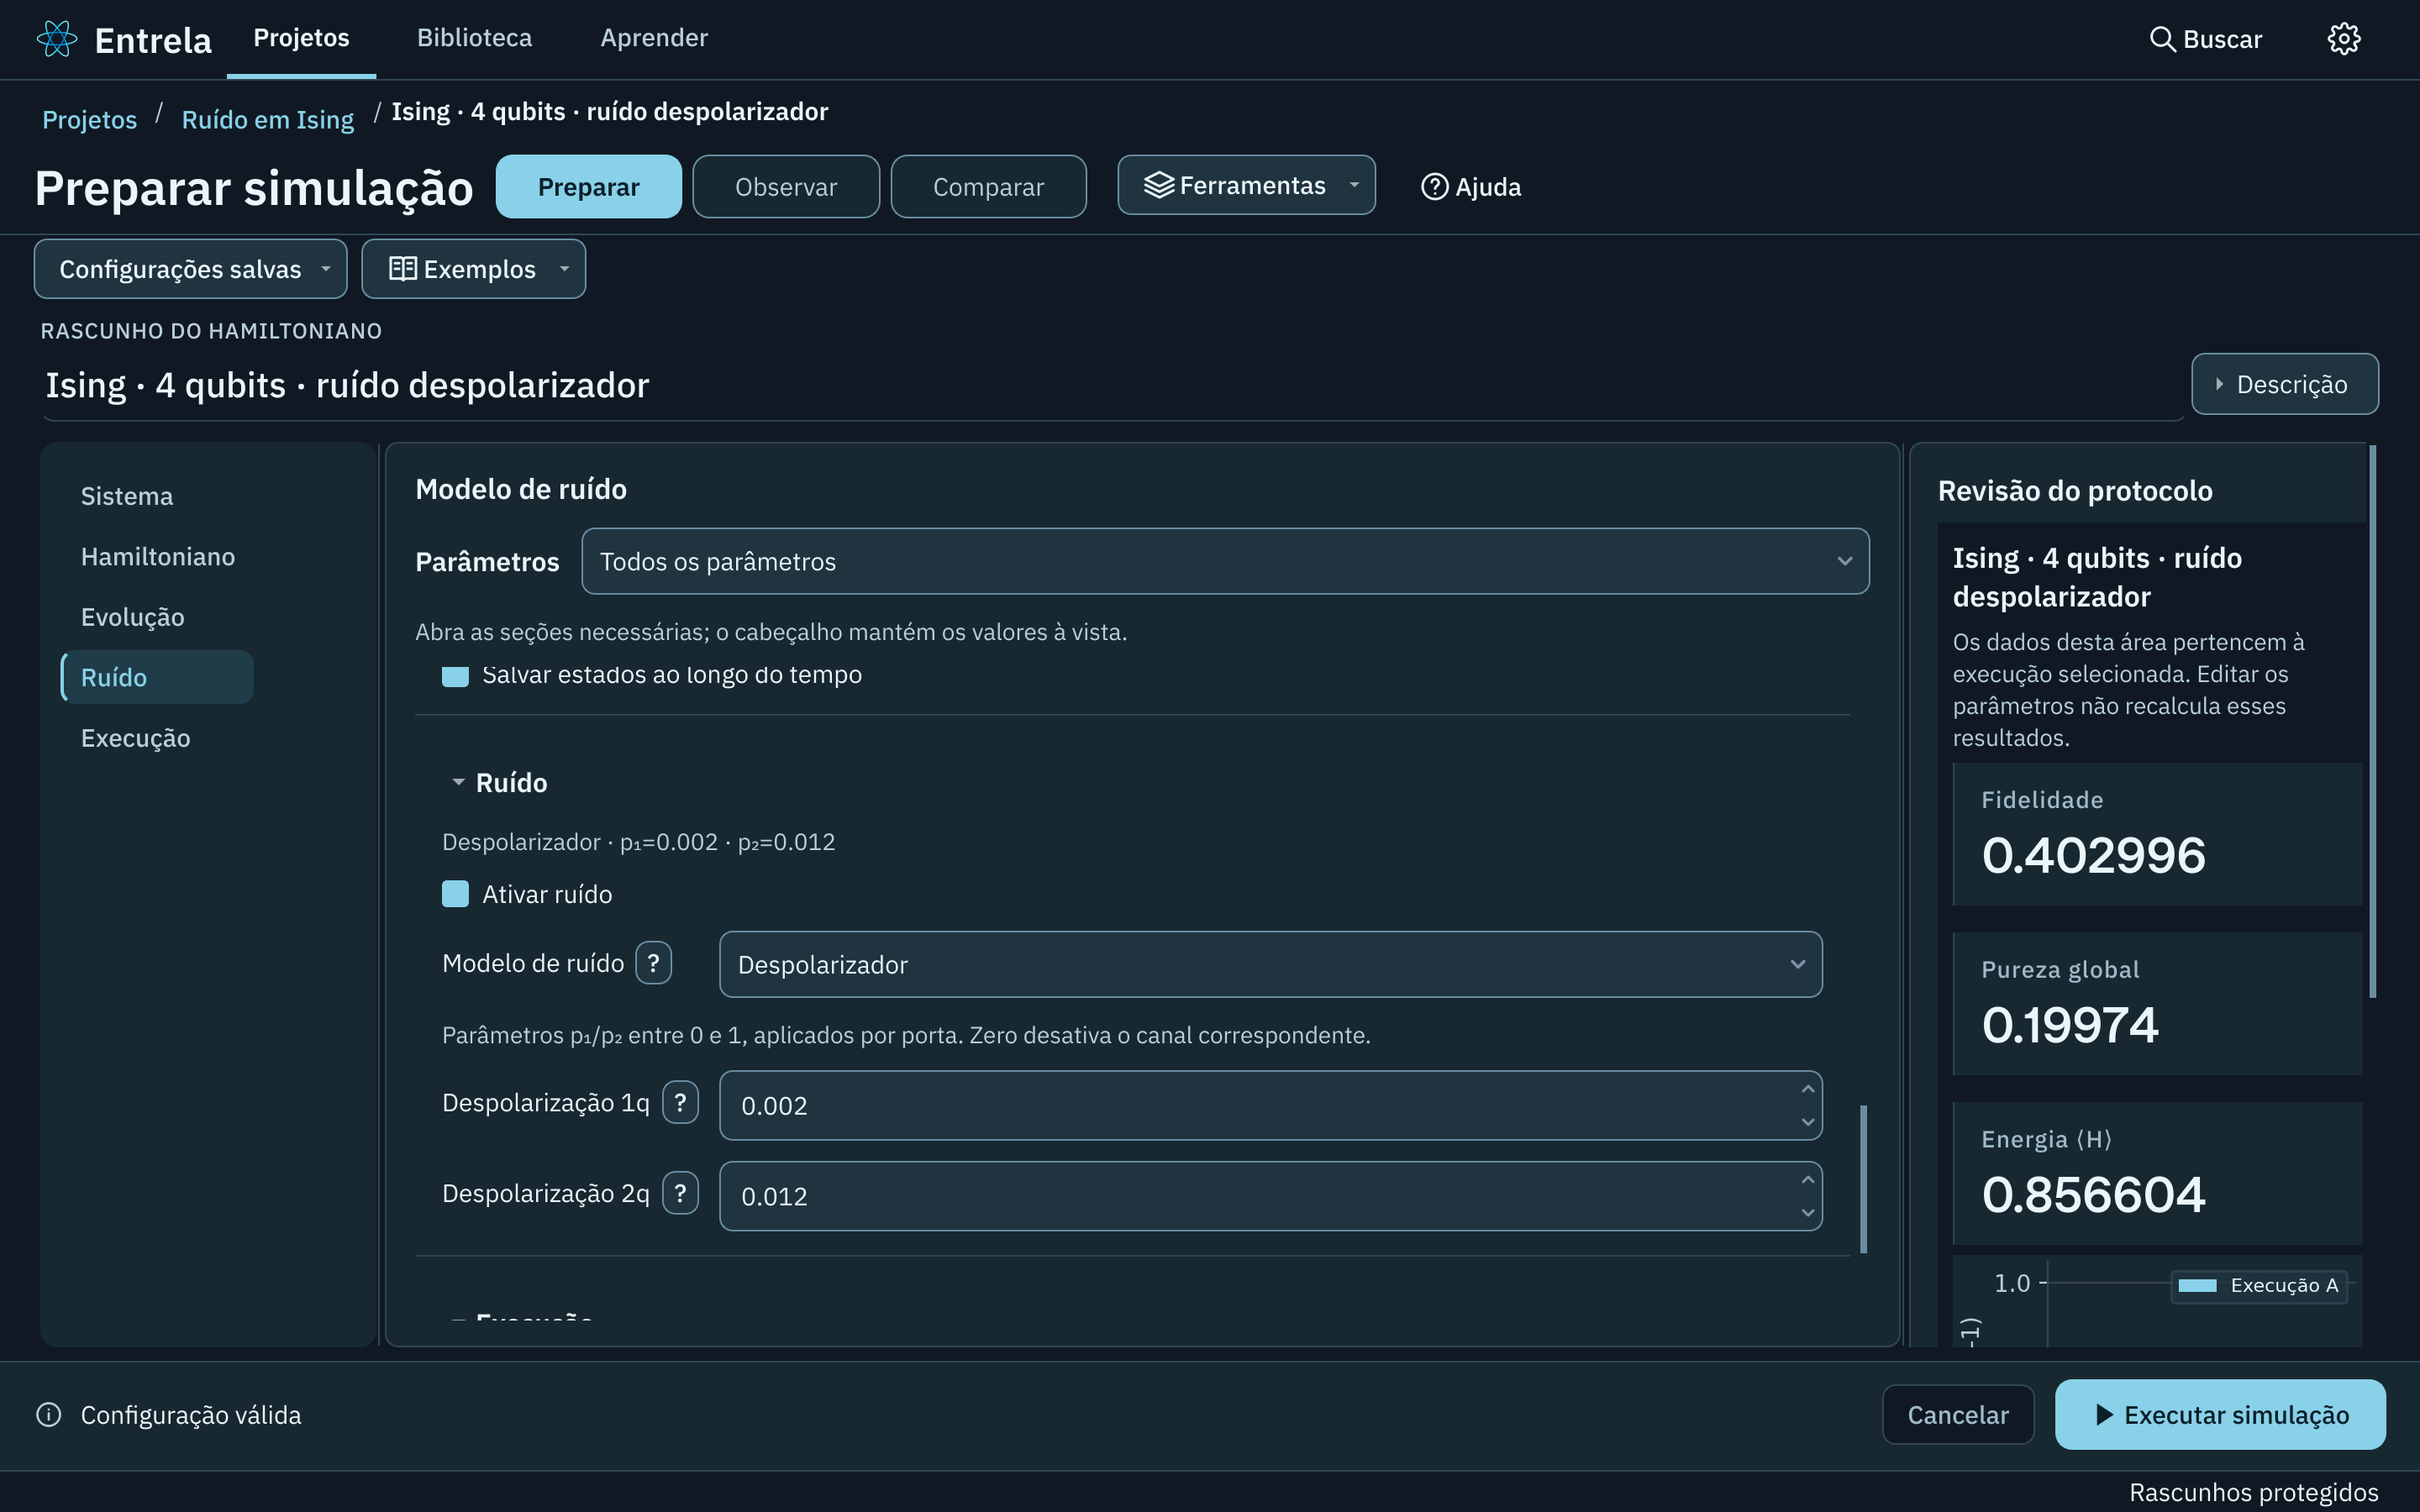 Entrela
Projetos
Biblioteca
Aprender
Buscar
Projetos / Ruído em Ising / Ising · 4 qubits · ruído despolarizador
Preparar simulação
Preparar
Observar
Comparar
Ferramentas
Ajuda
Configurações salvas
Exemplos
RASCUNHO DO HAMILTONIANO
Ising · 4 qubits · ruído despolarizador
Descrição
Sistema
Hamiltoniano
Evolução
Ruído
Execução
Modelo de ruído
Parâmetros
Todos os parâmetros
Abra as seções necessárias; o cabeçalho mantém os valores à vista.
Salvar estados ao longo do tempo
Ruído
Despolarizador · p₁=0.002 · p₂=0.012
Ativar ruído
Modelo de ruído ?
Despolarizador
Parâmetros p₁/p₂ entre 0 e 1, aplicados por porta. Zero desativa o canal correspondente.
Despolarização 1q ?
0.002
Despolarização 2q ?
0.012
Execução
Revisão do protocolo
Ising · 4 qubits · ruído
despolarizador
Os dados desta área pertencem à
execução selecionada. Editar os
parâmetros não recalcula esses
resultados.
Fidelidade
0.402996
Pureza global
0.19974
Energia ⟨H⟩
0.856604
1.0
Execução A
Configuração válida
Cancelar
Executar simulação
Rascunhos protegidos